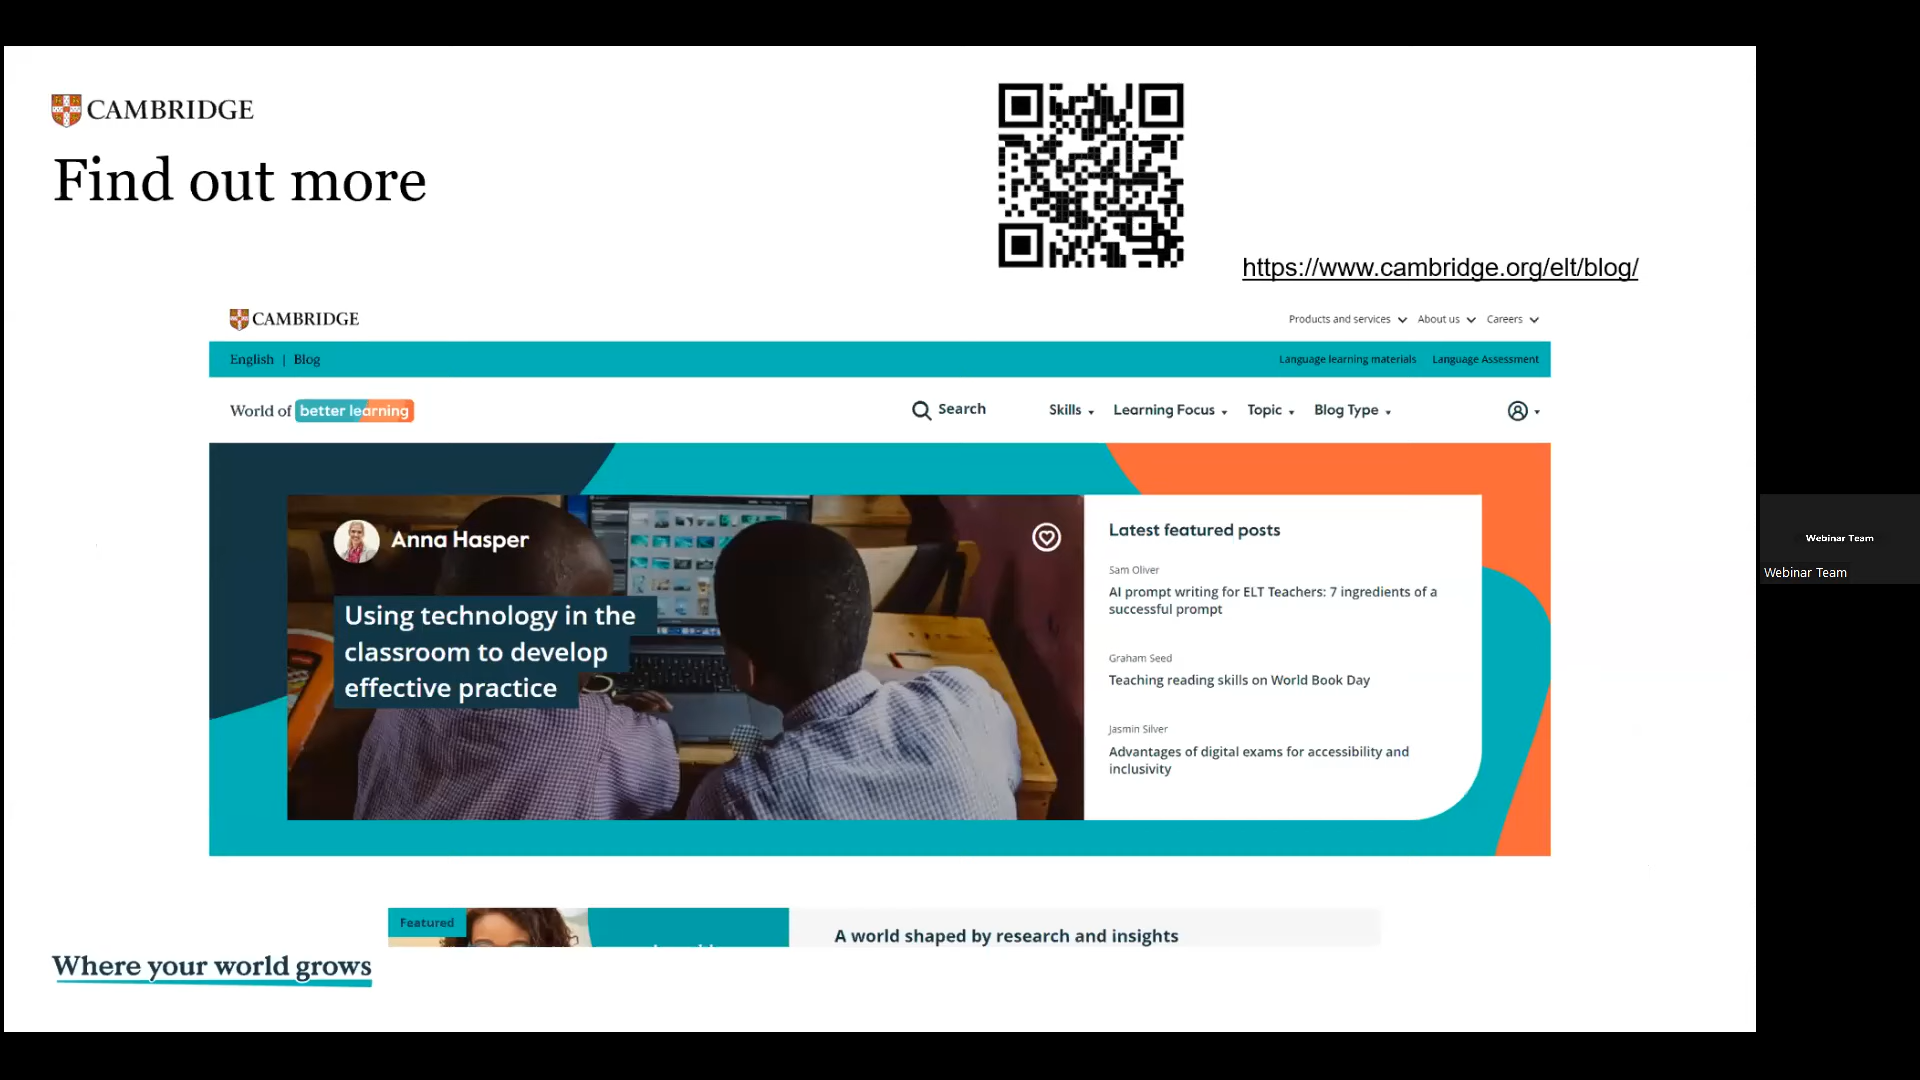 CAMBRIDGE
Find out more
https://www.cambridge.org/elt/blog/
CAMBRIDGE
Products and services About us Careers
English | Blog
Language learning materials Language Assessment
World of better learning
Search
Skills Learning Focus Topic Blog Type
Anna Hasper
Using technology in the
classroom to develop
effective practice
Latest featured posts
Sam Oliver
AI prompt writing for ELT Teachers: 7 ingredients of a
successful prompt
Graham Seed
Teaching reading skills on World Book Day
Jasmin Silver
Advantages of digital exams for accessibility and
inclusivity
Featured
A world shaped by research and insights
Where your world grows
Webinar Team
Webinar Team